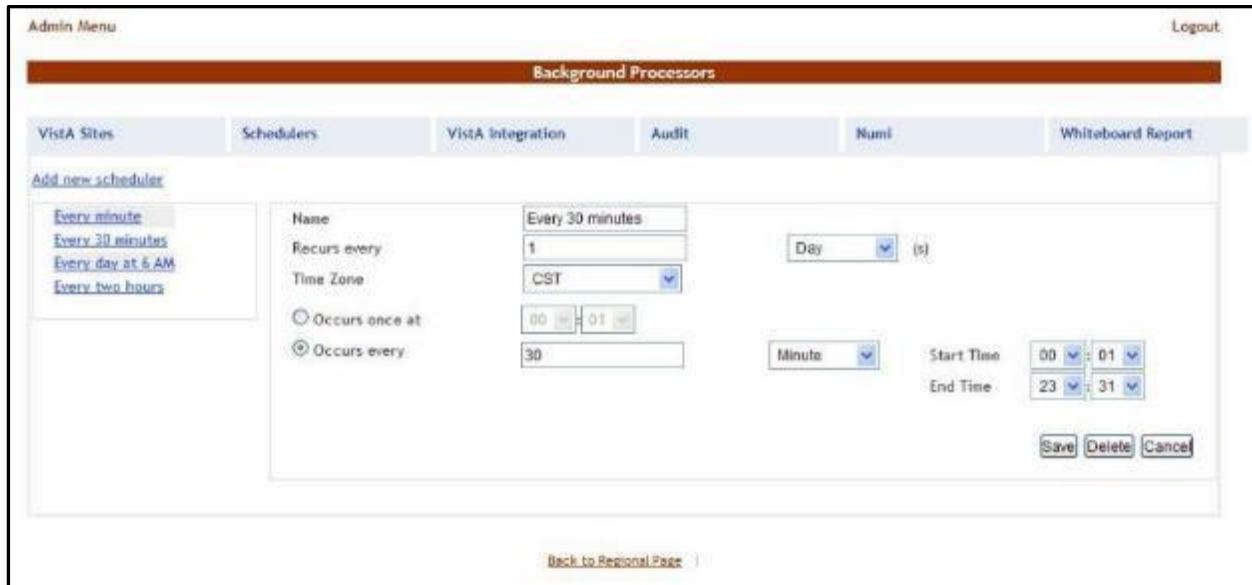 Admin Menu Logout
Background Processors
VistA Sites Schedulers VistA Integration Audit Numi Whiteboard Report
Add new scheduler
Every minute
Every 30 minutes
Every day at 6 AM
Every two hours
Name Every 30 minutes
Recurs every 1 Day (s)
Time Zone CST
Occurs once at 00 : 01
Occurs every 30 Minute Start Time 00 : 01
End Time 23 : 31
Save Delete Cancel
Back to Regional Page |